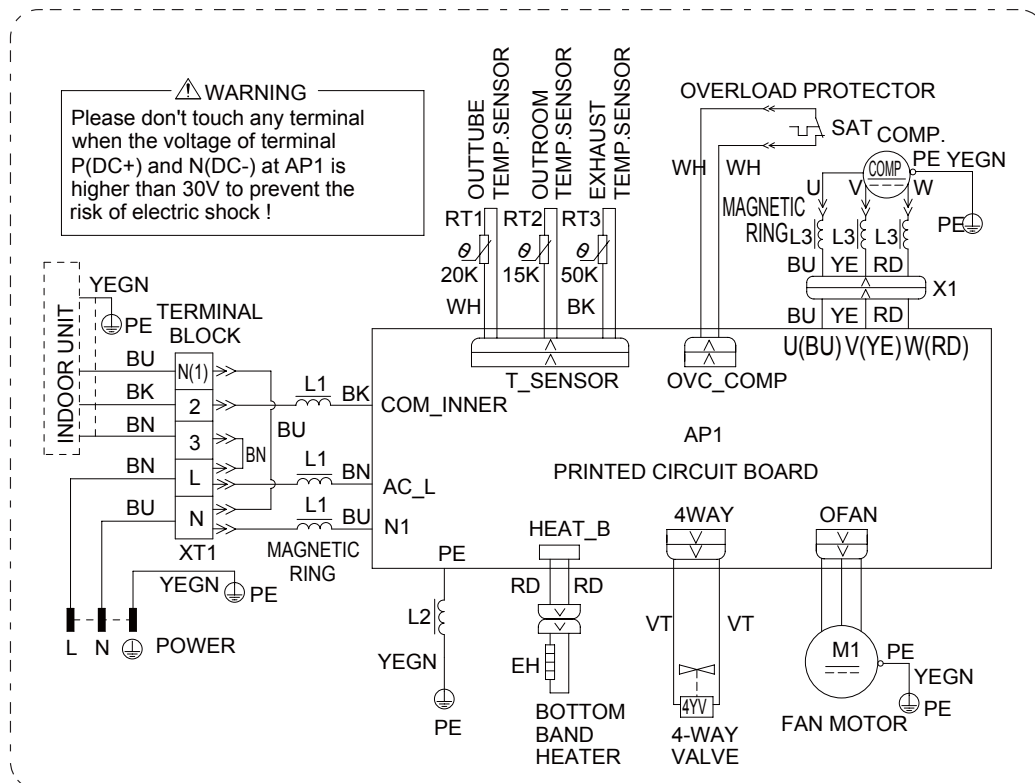 WARNING
Please don't touch any terminal
when the voltage of terminal
P(DC+) and N(DC-) at AP1 is
higher than 30V to prevent the
risk of electric shock !
OUTTUBE
TEMP.SENSOR
OUTROOM
TEMP.SENSOR
EXHAUST
TEMP.SENSOR
RT1
RT2
RT3
θ
θ
θ
20K
15K
50K
WH
BK
T_SENSOR
OVERLOAD PROTECTOR
SAT
WH
WH
OVC_COMP
COMP.
COMP
PE
YEGN
PE
U
V
W
MAGNETIC
RING
L3
L3
L3
BU
YE
RD
X1
BU
YE
RD
U(BU)
V(YE)
W(RD)
INDOOR UNIT
YEGN
PE
TERMINAL
BLOCK
BU
BK
BN
BN
BU
N(1)
2
3
L
N
XT1
BU
BN
L1
BK
COM_INNER
L1
BN
AC_L
L1
BU
N1
MAGNETIC
RING
YEGN
PE
L
N
POWER
AP1
PRINTED CIRCUIT BOARD
PE
L2
YEGN
PE
HEAT_B
RD
RD
EH
BOTTOM
BAND
HEATER
4WAY
VT
VT
4YV
4-WAY
VALVE
OFAN
M1
PE
YEGN
PE
FAN MOTOR